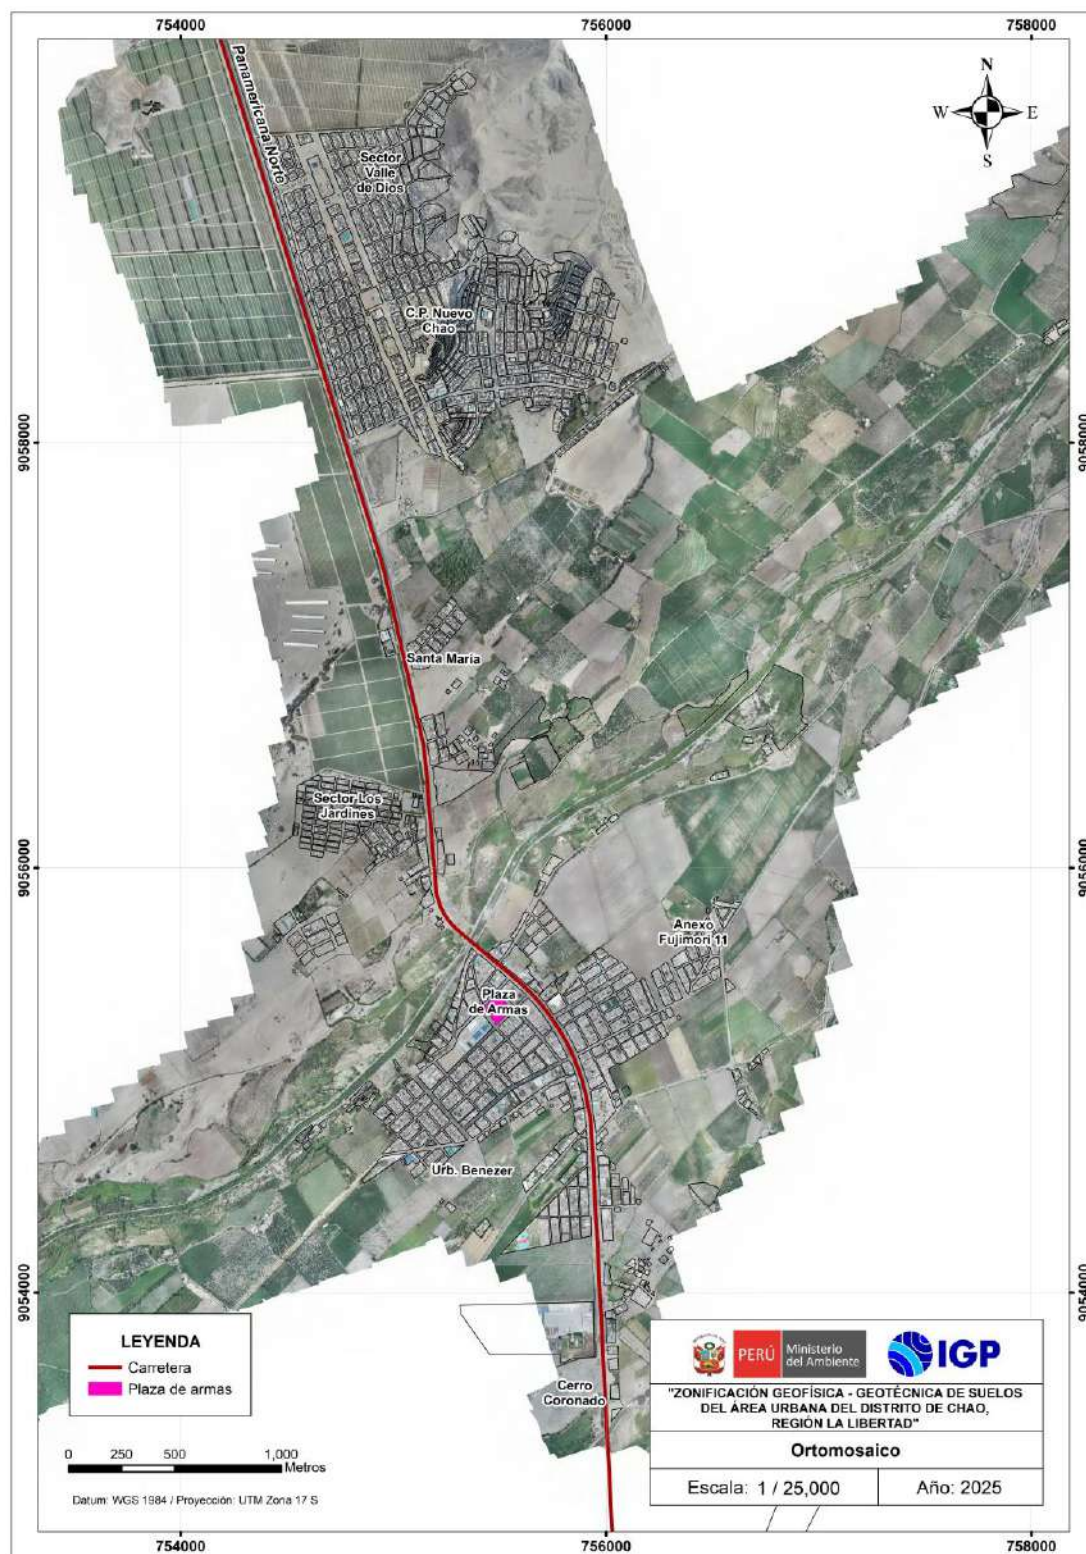 754000
756000
758000
Panamericana Norte
N
W
E
S
Sector
Valle
de Dios
C.P. Nuevo
Chao
9058000
9058000
Santa Maria
Sector Los
Jardines
9056000
9056000
Anexo
Fujimori 11
Plaza
de Armas
Urb. Benezer
9054000
9054000
Cerro
Coronado
LEYENDA
Carretera
Plaza de armas
0 250 500 1,000
Metros
Datum: WGS 1984 / Proyección: UTM Zona 17 S
PERÚ
Ministerio
del Ambiente
IGP
"ZONIFICACIÓN GEOFÍSICA - GEOTÉCNICA DE SUELOS
DEL ÁREA URBANA DEL DISTRITO DE CHAO,
REGIÓN LA LIBERTAD"
Ortomosaico
Escala: 1 / 25,000
Año: 2025
754000
756000
758000